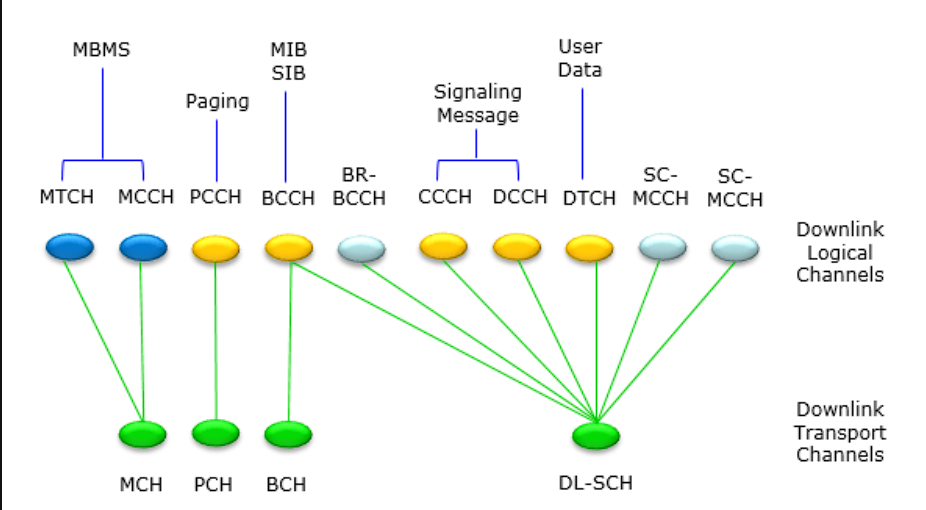 MBMS
MIB
SIB
User
Data
Paging
Signaling
Message
MTCH
MCCH
PCCH
BCCH
BR-
BCCH
CCCH
DCCH
DTCH
SC-
MCCH
SC-
MCCH
Downlink
Logical
Channels
Downlink
Transport
Channels
MCH
PCH
BCH
DL-SCH